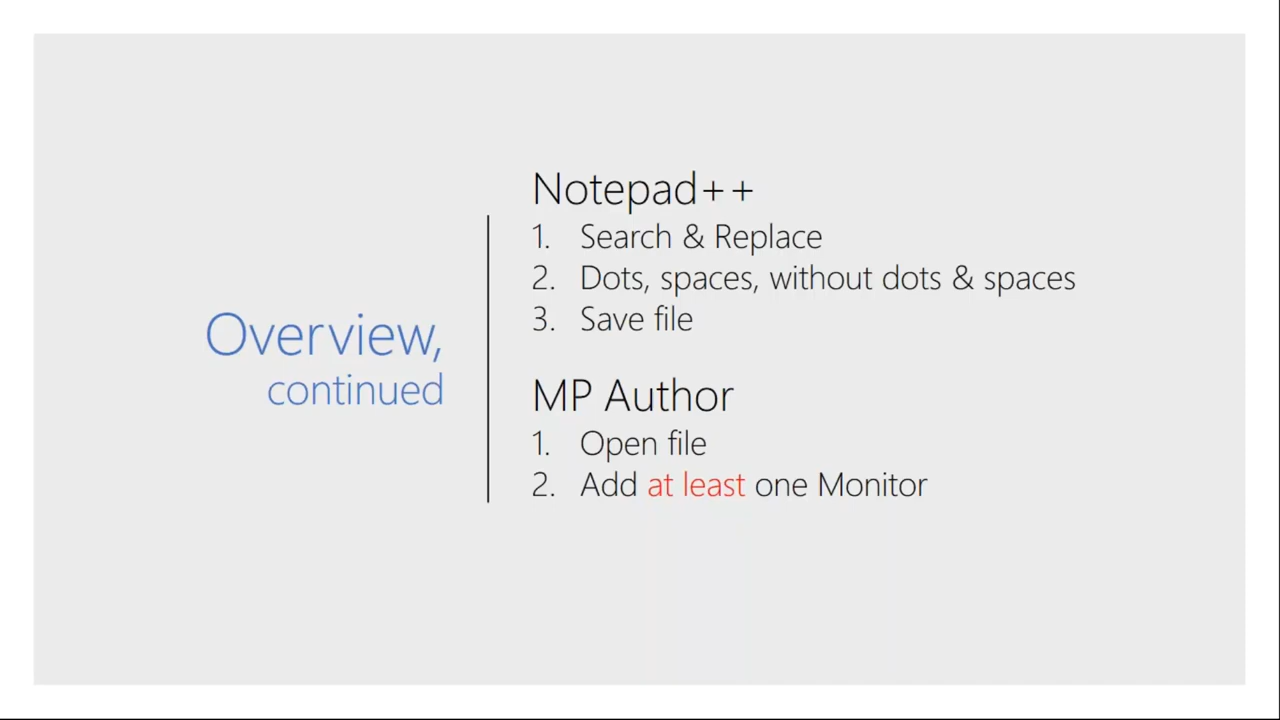 Overview,
continued
Notepad++
1. Search & Replace
2. Dots, spaces, without dots & spaces
3. Save file
MP Author
1. Open file
2. Add at least one Monitor